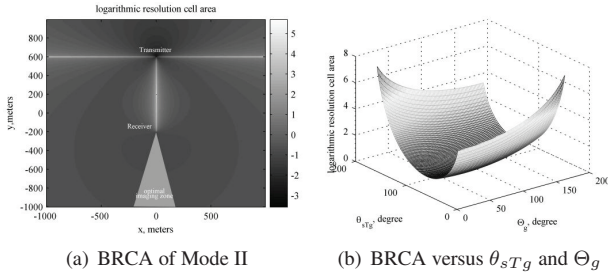 logarithmic resolution cell area
Transmitter
Receiver
optimal
imaging zone
1000
800
600
400
200
0
-200
-400
-600
-800
-1000
y,meters
-1000 -500 0 500
x, meters
5
4
3
2
1
0
-1
-2
-3
(a) BRCA of Mode II
logarithmic resolution cell area
8
6
4
2
0
200
100
0
θsTg, degree
0 50 100 150 200
Θg, degree
(b) BRCA versus θsTg and Θg